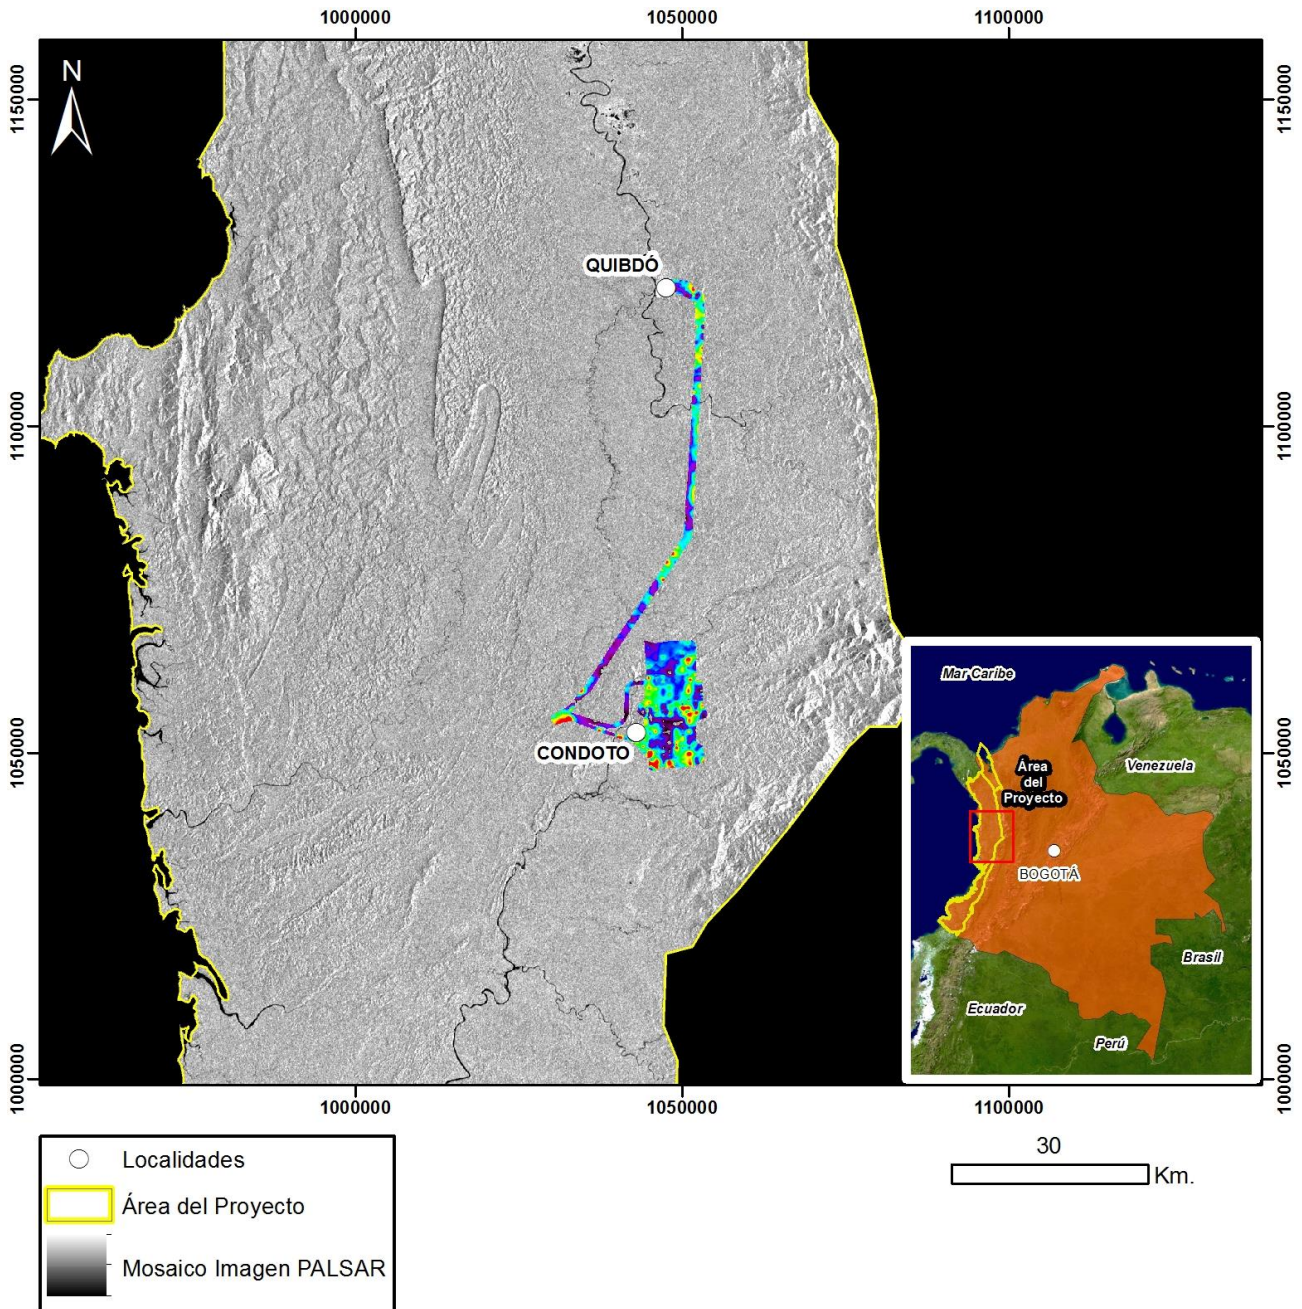 1000000 1050000 1100000
N
1150000 1150000
QUIBDÓ
1100000 1100000
1050000 1050000
CONDOTO
Mar Caribe
Área
del
Proyecto
Venezuela
BOGOTÁ
Brasil
Ecuador
Perú
1000000 1000000
1000000 1050000 1100000
Localidades
Área del Proyecto
Mosaico Imagen PALSAR
30
Km.